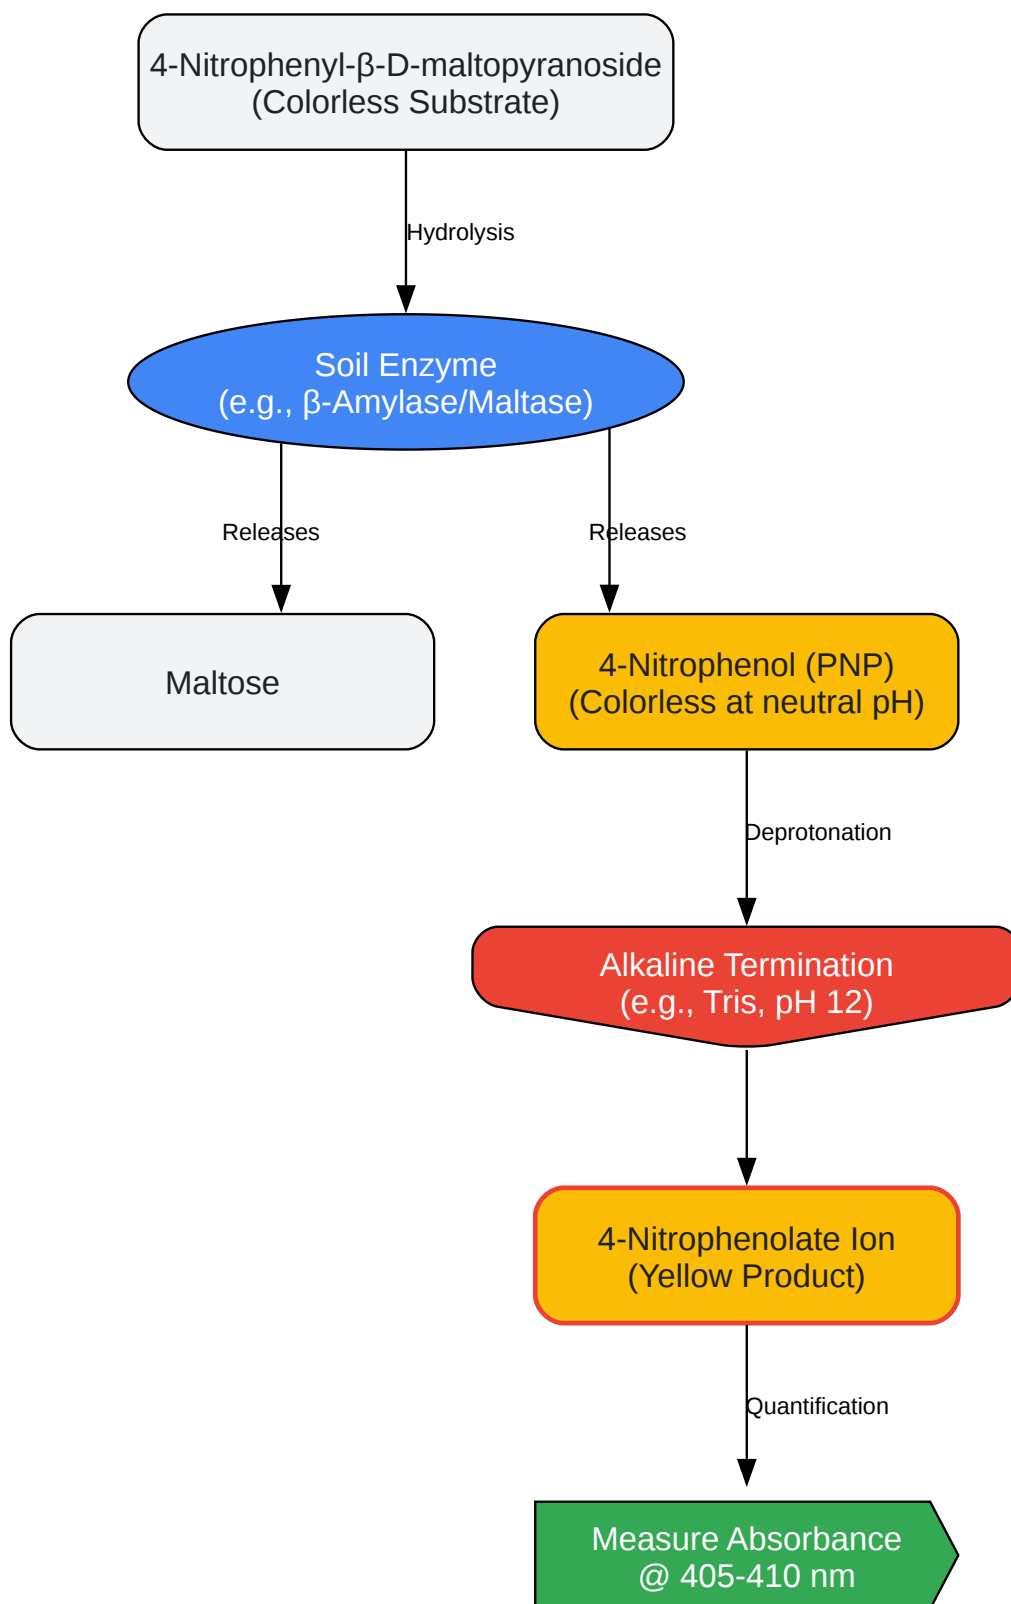 4-Nitrophenyl-β-D-maltopyranoside
(Colorless Substrate)
Hydrolysis
Soil Enzyme
(e.g., β-Amylase/Maltase)
Releases
Releases
Maltose
4-Nitrophenol (PNP)
(Colorless at neutral pH)
Deprotonation
Alkaline Termination
(e.g., Tris, pH 12)
4-Nitrophenolate Ion
(Yellow Product)
Quantification
Measure Absorbance
@ 405-410 nm